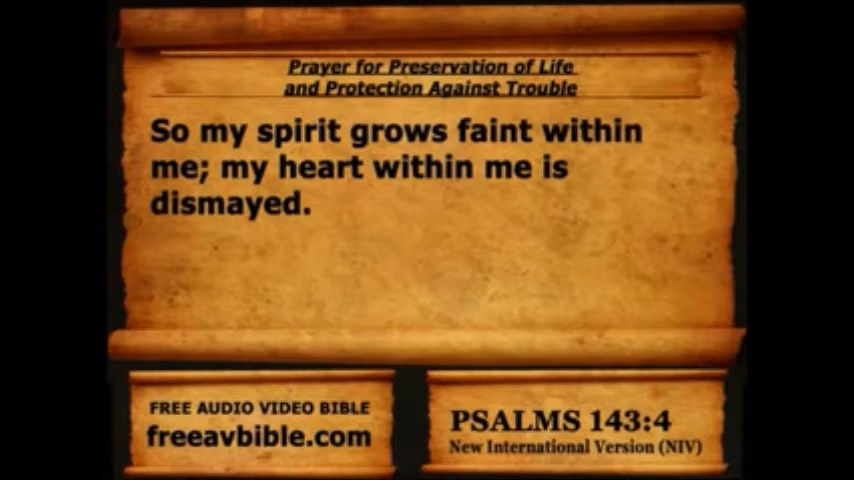 Prayer for Preservation of Life
and Protection Against Trouble
So my spirit grows faint within
me; my heart within me is
dismayed.
FREE AUDIO VIDEO BIBLE
freeavbible.com
PSALMS 143:4
New International Version (NIV)